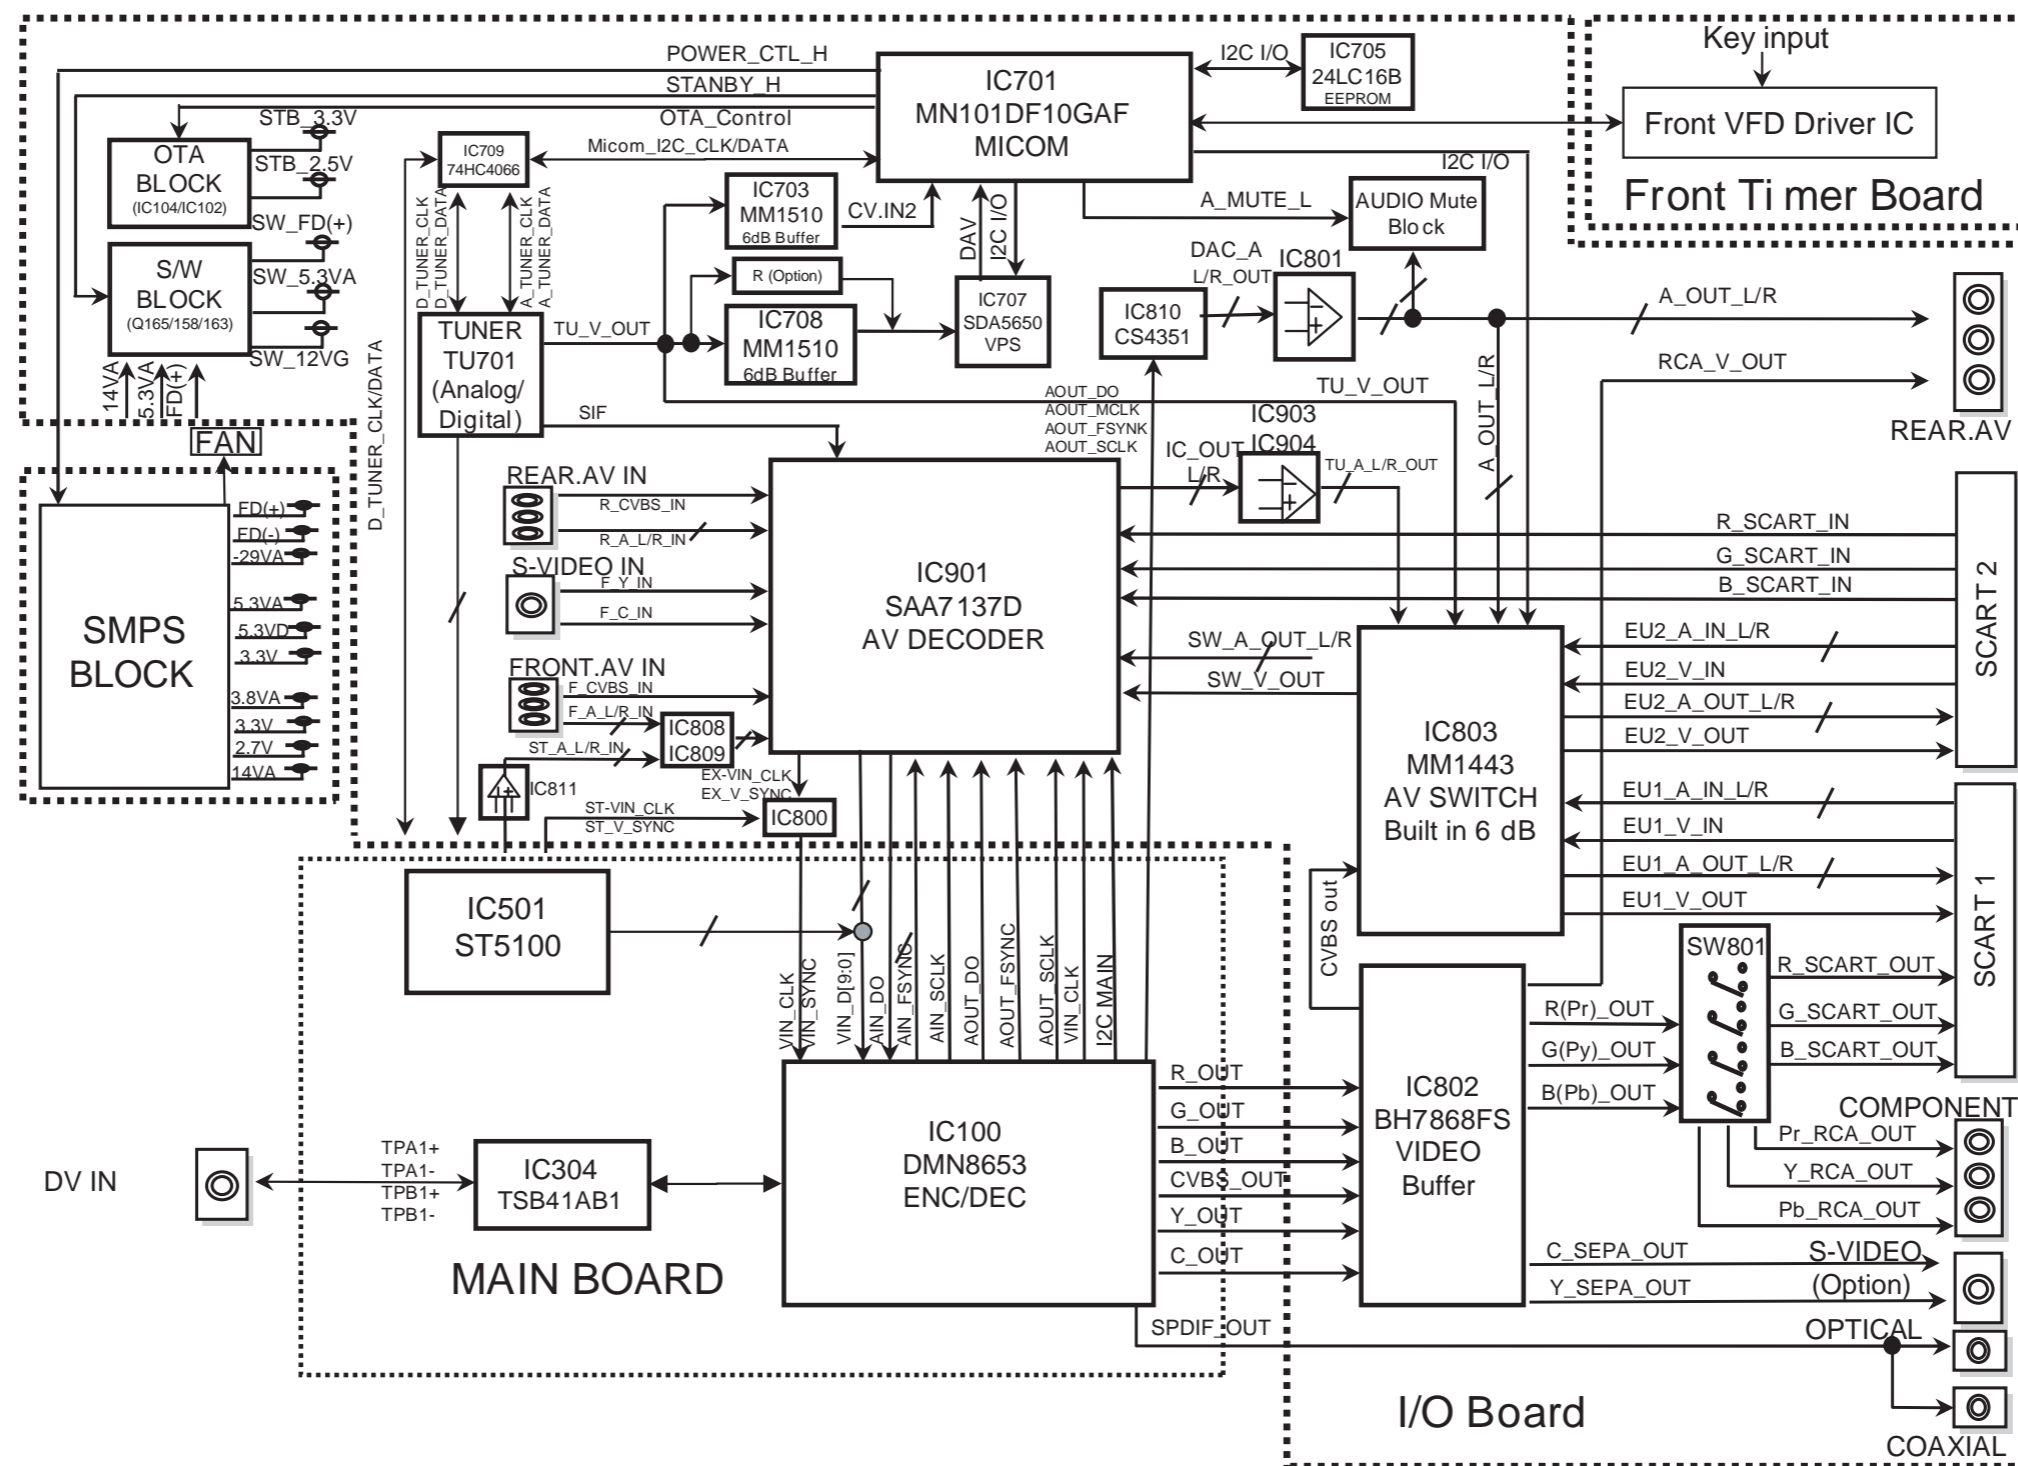 POWER_CTL_H
STANBY_H
OTA_Control
Micom_I2C_CLK/DATA
IC701
MN101DF10GAF
MICOM
I2C I/O
IC705
24LC16B
EEPROM
Key input
Front VFD Driver IC
Front Timer Board
OTA
BLOCK
(IC104/IC102)
STB_3.3V
STB_2.5V
S/W
BLOCK
(Q165/158/163)
SW_FD(+)
SW_5.3VA
SW_12VG
14VA
5.3VA
FD(+)
FAN
IC709
74HC4066
D_TUNER_CLK
D_TUNER_DATA
A_TUNER_CLK
A_TUNER_DATA
D_TUNER_CLK/DATA
TUNER
TU701
(Analog/
Digital)
TU_V_OUT
SIF
IC703
MM1510
6dB Buffer
CV.IN2
R (Option)
IC708
MM1510
6dB Buffer
DAV
I2C I/O
IC707
SDA5650
VPS
A_MUTE_L
I2C I/O
AUDIO Mute
Block
DAC_A
L/R_OUT
IC801
IC810
CS4351
A_OUT_L/R
RCA_V_OUT
REAR.AV
A_OUT_L/R
AOUT_DO
AOUT_MCLK
AOUT_FSYNK
AOUT_SCLK
TU_V_OUT
IC903
IC904
IC_OUT
L/R
TU_A_L/R_OUT
SMPS
BLOCK
FD(+)
FD(-)
-29VA
5.3VA
5.3VD
3.3V
3.8VA
3.3V
2.7V
14VA
REAR.AV IN
R_CVBS_IN
R_A_L/R_IN
S-VIDEO IN
F_Y_IN
F_C_IN
FRONT.AV IN
F_CVBS_IN
F_A_L/R_IN
ST_A_L/R_IN
IC808
IC809
IC811
EX-VIN_CLK
EX_V_SYNC
ST-VIN_CLK
ST_V_SYNC
IC800
IC901
SAA7137D
AV DECODER
R_SCART_IN
G_SCART_IN
B_SCART_IN
SW_A_OUT_L/R
SW_V_OUT
IC803
MM1443
AV SWITCH
Built in 6 dB
EU2_A_IN_L/R
EU2_V_IN
EU2_A_OUT_L/R
EU2_V_OUT
SCART 2
EU1_A_IN_L/R
EU1_V_IN
EU1_A_OUT_L/R
EU1_V_OUT
SCART 1
CVBS out
IC501
ST5100
VIN_CLK
VIN_SYNC
VIN_D[9:0]
AIN_DO
AIN_FSYNC
AIN_SCLK
AOUT_DO
AOUT_FSYNC
AOUT_SCLK
VIN_CLK
I2C MAIN
SW801
R_SCART_OUT
G_SCART_OUT
B_SCART_OUT
R(Pr)_OUT
G(Py)_OUT
B(Pb)_OUT
IC802
BH7868FS
VIDEO
Buffer
COMPONENT
Pr_RCA_OUT
Y_RCA_OUT
Pb_RCA_OUT
C_SEPA_OUT
Y_SEPA_OUT
S-VIDEO
(Option)
OPTICAL
COAXIAL
IC100
DMN8653
ENC/DEC
R_OUT
G_OUT
B_OUT
CVBS_OUT
Y_OUT
C_OUT
SPDIF_OUT
DV IN
TPA1+
TPA1-
TPB1+
TPB1-
IC304
TSB41AB1
MAIN BOARD
I/O Board